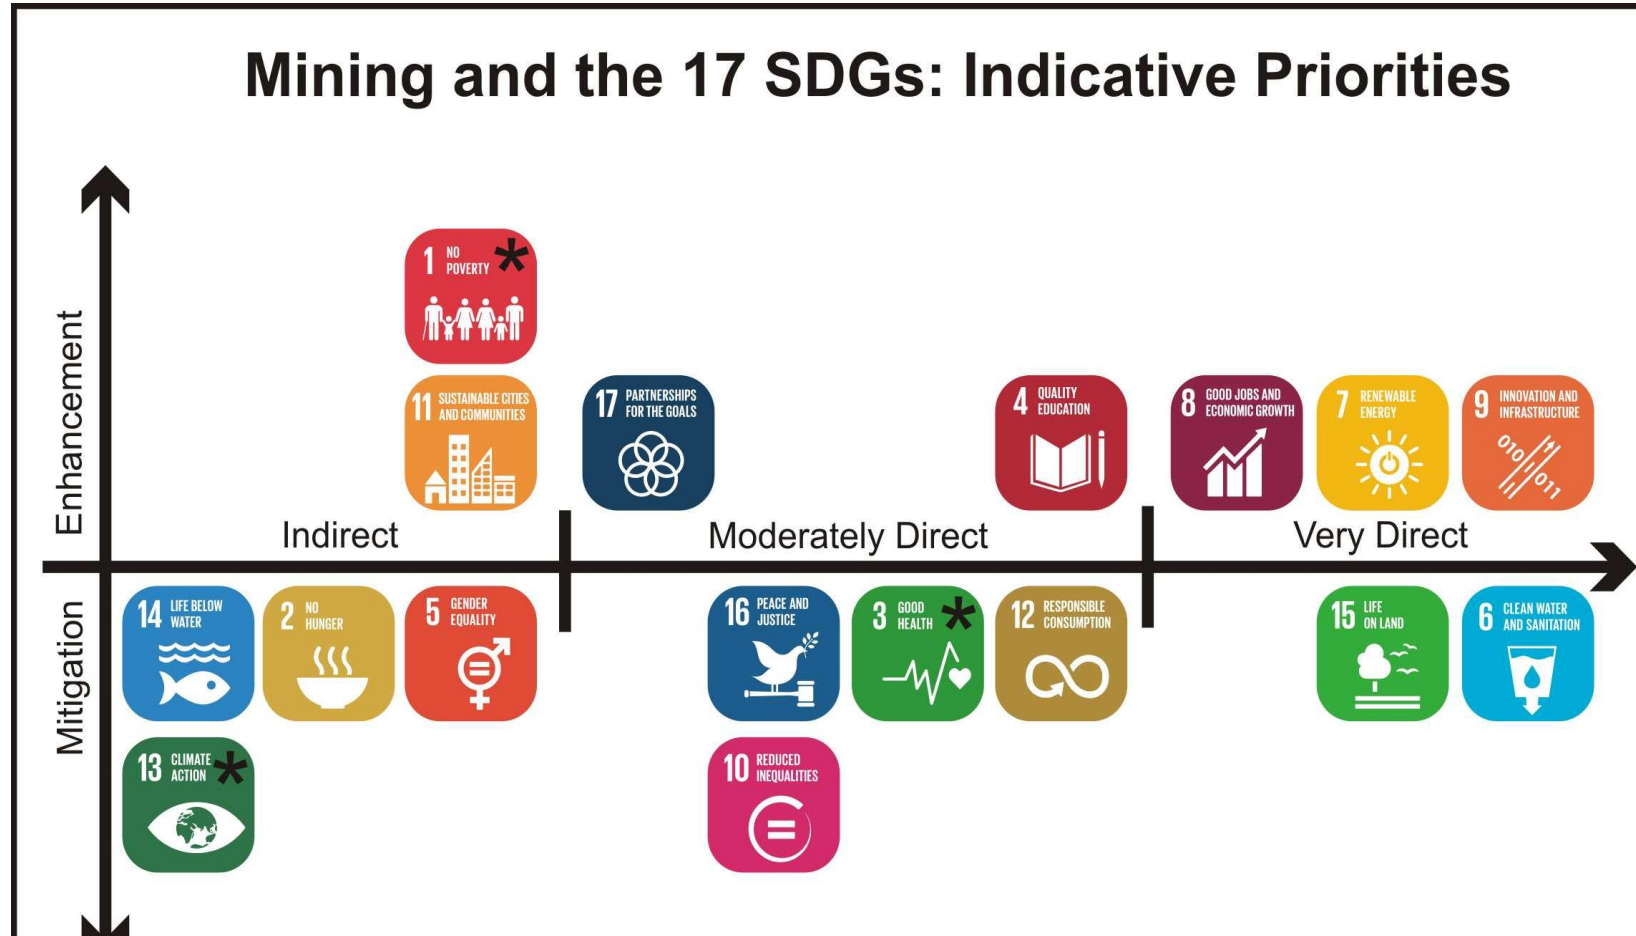 Mining and the 17 SDGs: Indicative Priorities
Enhancement
1 NO
POVERTY *
11 SUSTAINABLE CITIES
AND COMMUNITIES
17 PARTNERSHIPS
FOR THE GOALS
4 QUALITY
EDUCATION
8 GOOD JOBS AND
ECONOMIC GROWTH
7 RENEWABLE
ENERGY
9 INNOVATION AND
INFRASTRUCTURE
010
011
Indirect
Moderately Direct
Very Direct
Mitigation
14 LIFE BELOW
WATER
2 NO
HUNGER
5 GENDER
EQUALITY
16 PEACE AND
JUSTICE
3 GOOD
HEALTH *
12 RESPONSIBLE
CONSUMPTION
15 LIFE
ON LAND
6 CLEAN WATER
AND SANITATION
13 CLIMATE
ACTION *
10 REDUCED
INEQUALITIES